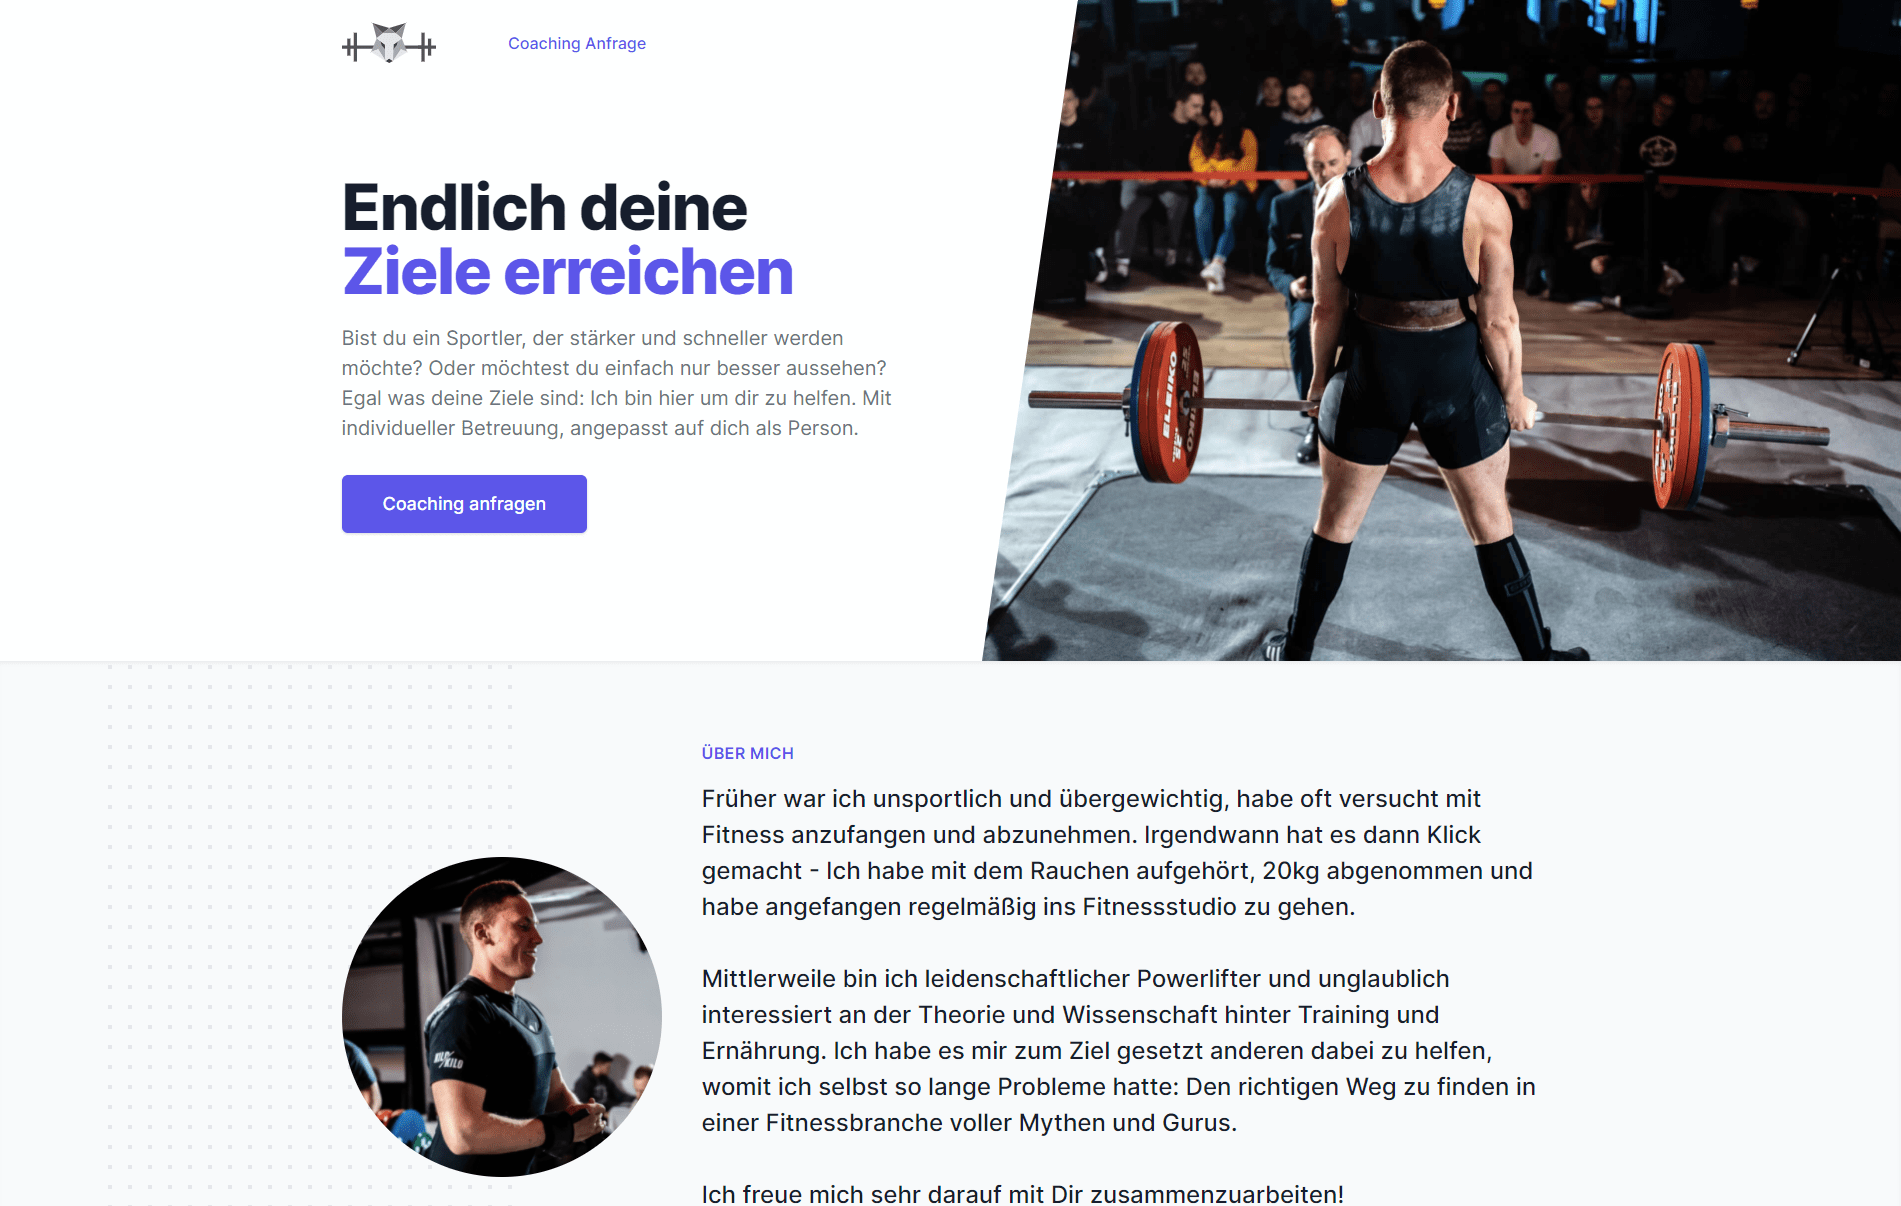 Coaching Anfrage
Endlich deine
Ziele erreichen
Bist du ein Sportler, der stärker und schneller werden
möchte? Oder möchtest du einfach nur besser aussehen?
Egal was deine Ziele sind: Ich bin hier um dir zu helfen. Mit
individueller Betreuung, angepasst auf dich als Person.
Coaching anfragen
ELEIKO
ÜBER MICH
Früher war ich unsportlich und übergewichtig, habe oft versucht mit
Fitness anzufangen und abzunehmen. Irgendwann hat es dann Klick
gemacht - Ich habe mit dem Rauchen aufgehört, 20kg abgenommen und
habe angefangen regelmäßig ins Fitnessstudio zu gehen.
Mittlerweile bin ich leidenschaftlicher Powerlifter und unglaublich
interessiert an der Theorie und Wissenschaft hinter Training und
Ernährung. Ich habe es mir zum Ziel gesetzt anderen dabei zu helfen,
womit ich selbst so lange Probleme hatte: Den richtigen Weg zu finden in
einer Fitnessbranche voller Mythen und Gurus.
Ich freue mich sehr darauf mit Dir zusammenzuarbeiten!
KILO/KILO